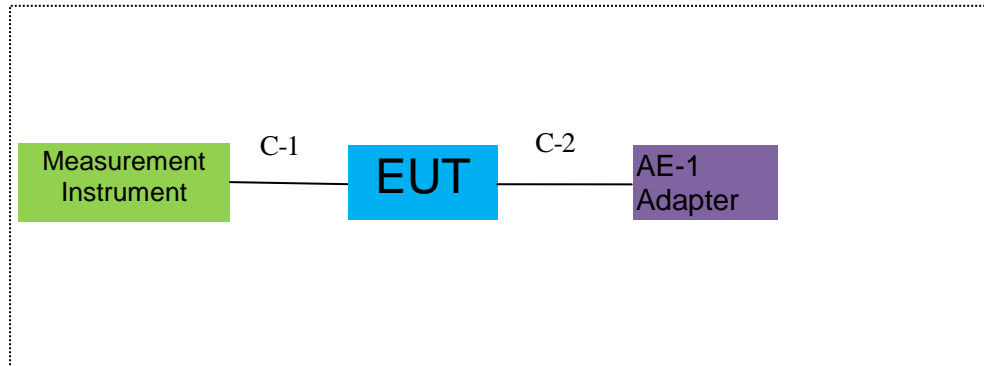 C-1
C-2
Measurement
Instrument
EUT
AE-1
Adapter